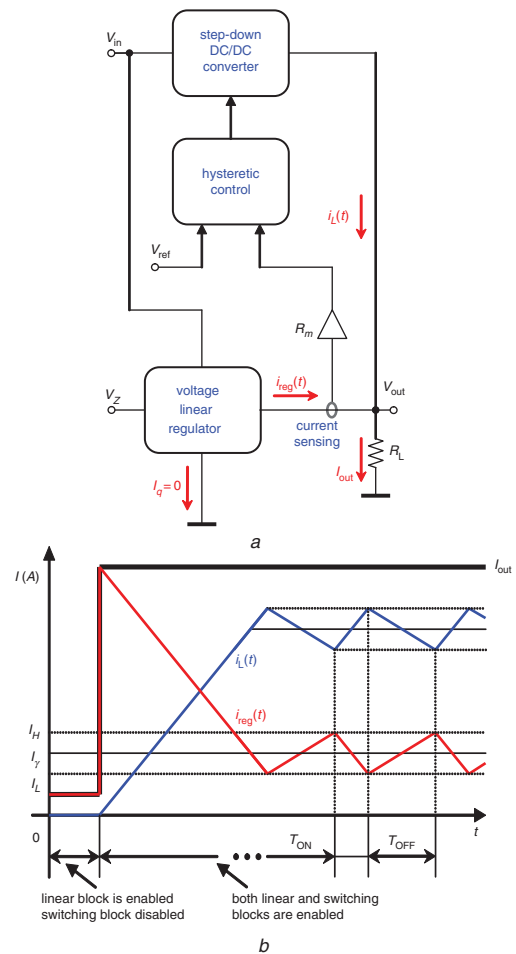 V_in
step-down
DC/DC
converter
hysteretic
control
i_L(t)
V_ref
R_m
V_Z
voltage
linear
regulator
i_reg(t)
V_out
current
sensing
R_L
I_q = 0
I_out
a
I (A)
I_out
i_L(t)
i_reg(t)
I_H
I_γ
I_L
0
t
T_ON
T_OFF
linear block is enabled
switching block disabled
both linear and switching
blocks are enabled
b